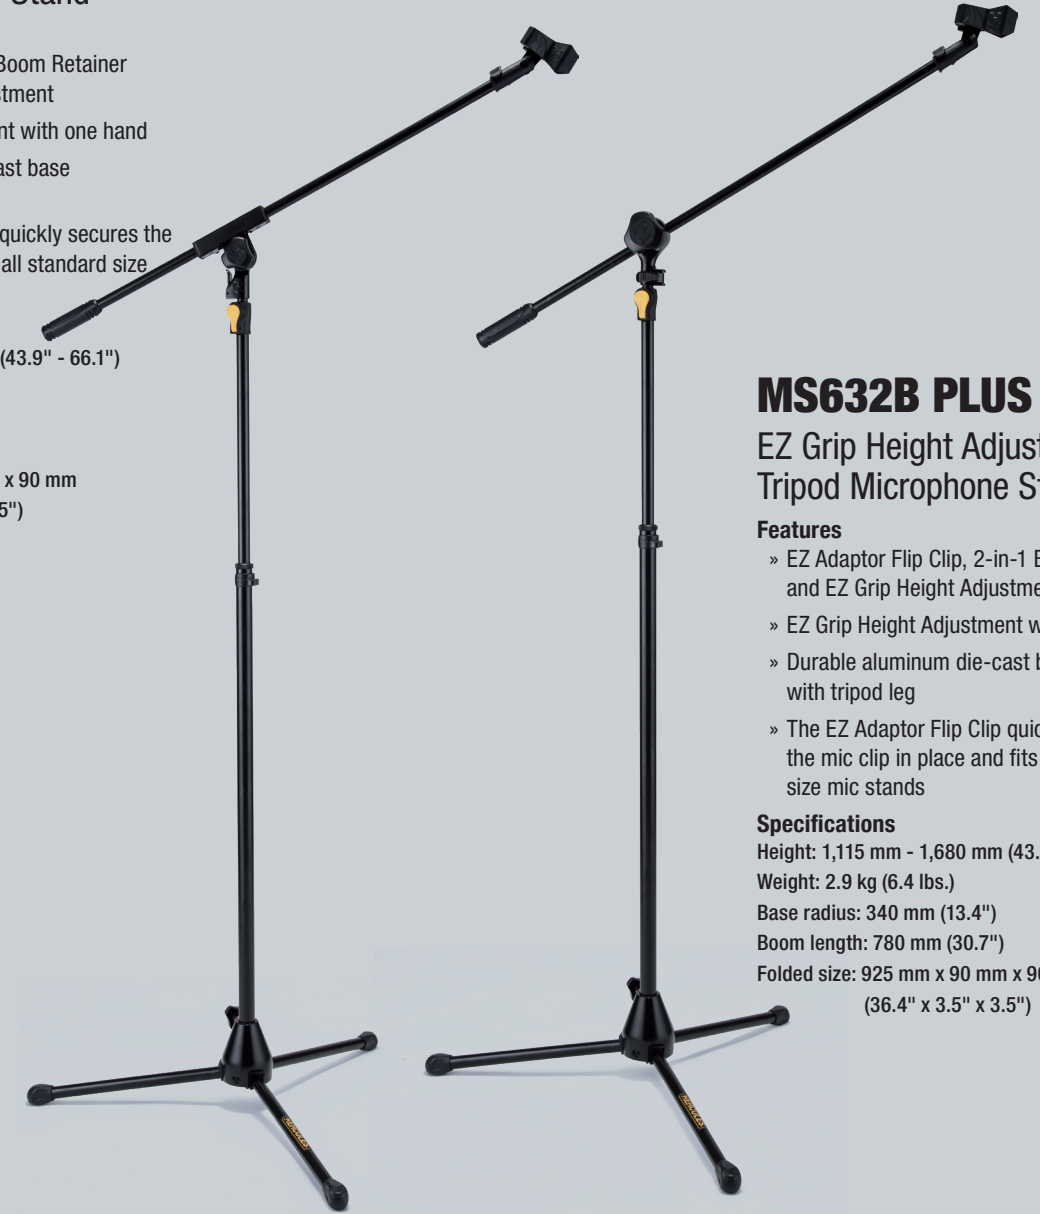 Stand
Boom Retainer
stment
nt with one hand
ast base
quickly secures the
all standard size
(43.9" - 66.1")
x 90 mm
5")
MS632B PLUS
EZ Grip Height Adjust
Tripod Microphone St
Features
» EZ Adaptor Flip Clip, 2-in-1 B
and EZ Grip Height Adjustme
» EZ Grip Height Adjustment w
» Durable aluminum die-cast b
with tripod leg
» The EZ Adaptor Flip Clip quic
the mic clip in place and fits
size mic stands
Specifications
Height: 1,115 mm - 1,680 mm (43.
Weight: 2.9 kg (6.4 lbs.)
Base radius: 340 mm (13.4")
Boom length: 780 mm (30.7")
Folded size: 925 mm x 90 mm x 90
(36.4" x 3.5" x 3.5")
HERCULES
HERCULES